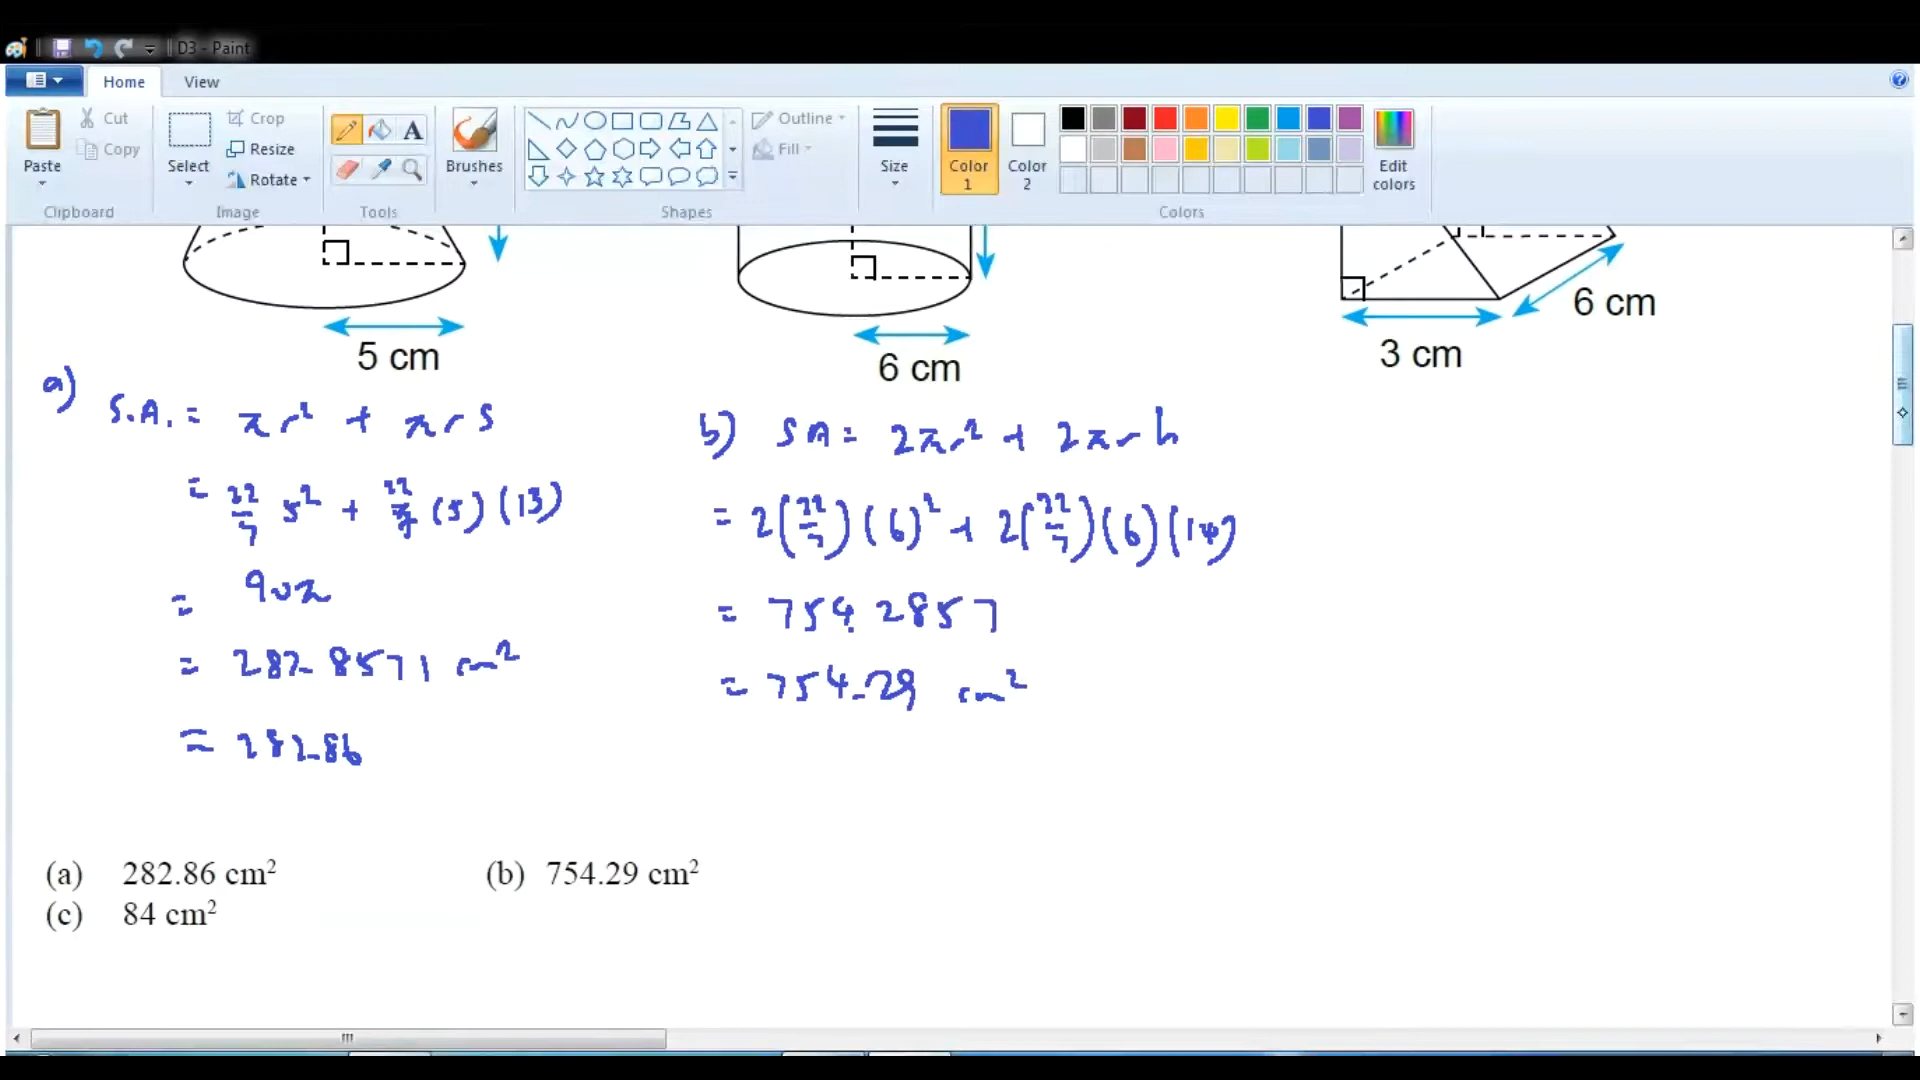 D3 - Paint
Home View
Paste
Cut
Copy
Clipboard
Select
Crop
Resize
Rotate
Image
A
Tools
Brushes
Shapes
Outline
Fill
Size
Color 1
Color 2
Edit colors
Colors
5 cm
6 cm
3 cm
6 cm
a) S.A. = πr² + πrs
= 22/7 5² + 22/7 (5)(13)
= 90π
= 282.8571 cm²
= 282.86
b) SA = 2πr² + 2πrh
= 2(22/7)(6)² + 2(22/7)(6)(14)
= 754.2857
= 754.29 cm²
(a) 282.86 cm² (b) 754.29 cm²
(c) 84 cm²